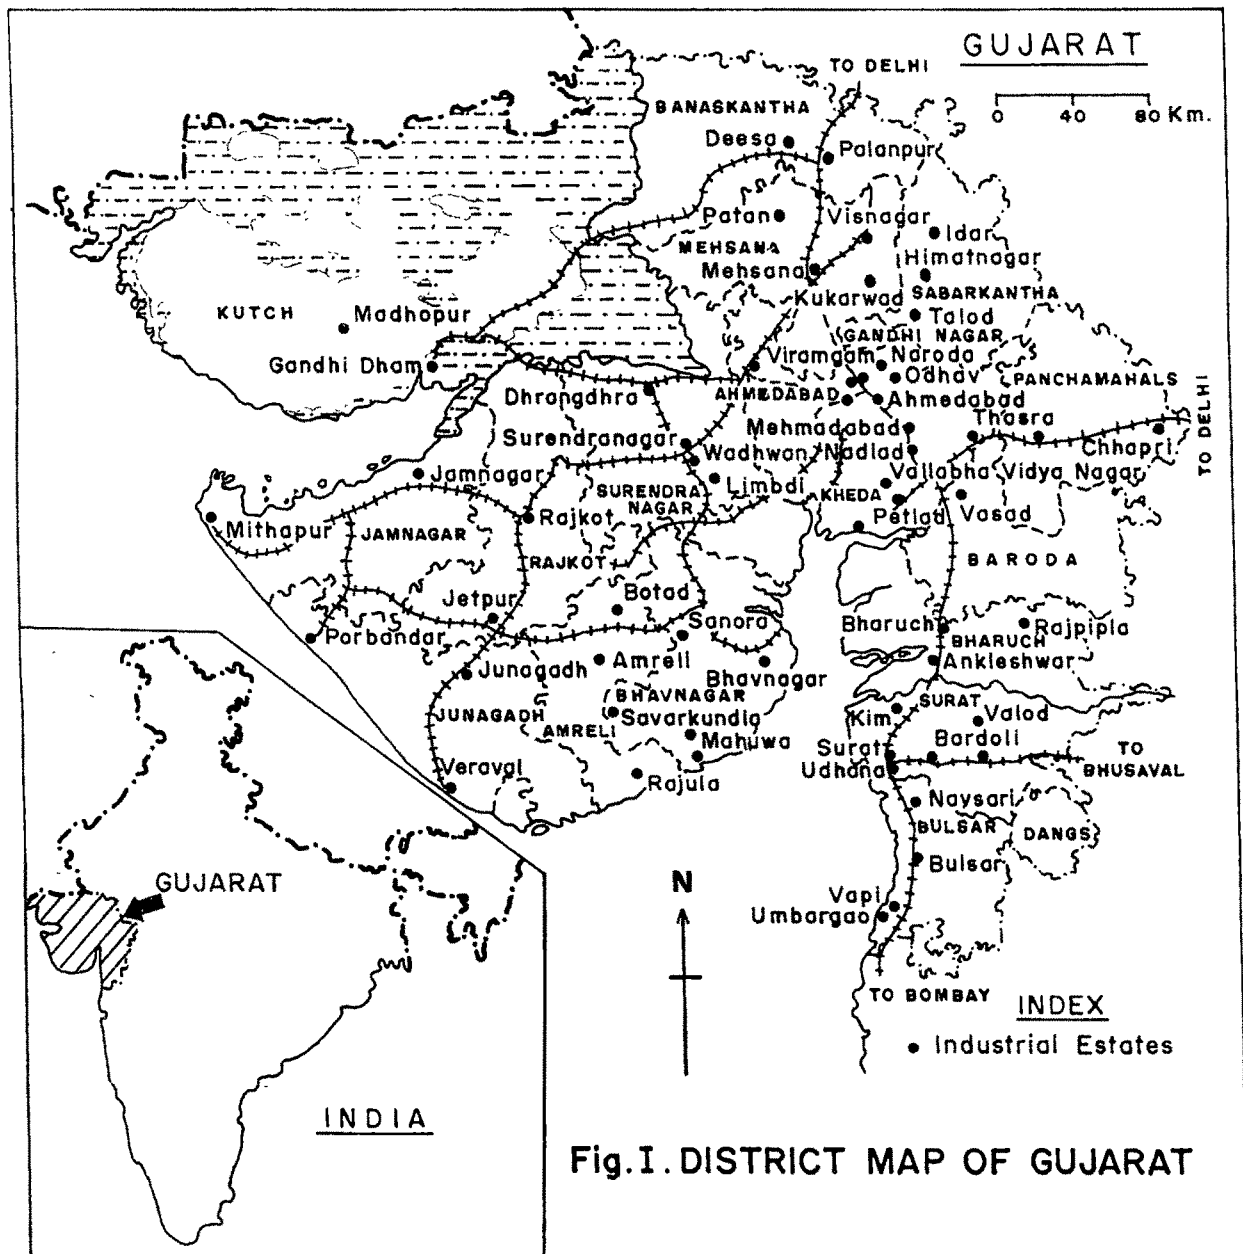 GUJARAT
TO DELHI
0 40 80 Km.
BANASKANTHA
Deesa
Palanpur
Patan
Visnagar
Idar
MEHSANA
Mehsana
Himatnagar
Kukarwad
SABARKANTHA
KUTCH
Madhopur
Talod
GANDHI NAGAR
Gandhi Dham
Viramgam
Naroda
Odhav
PANCHAMAHALS
TO DELHI
Dhrangdhra
AHMEDABAD
Ahmedabad
Mehmadabad
Thasra
Chhapri
Surendranagar
Wadhwan
Nadlad
Jamnagar
Limbdi
Vallabha Vidya Nagar
SURENDRA
NAGAR
KHEDA
Mithapur
Rajkot
Petlad
Vasad
JAMNAGAR
RAJKOT
BARODA
Jetpur
Botad
Porbandar
Sanora
Bharuch
Rajpipla
BHARUCH
Junagadh
Amreli
Bhavnagar
Ankleshwar
BHAVNAGAR
SURAT
JUNAGADH
AMRELI
Savarkundla
Kim
Valod
Mahuwa
Surat
Bardoli
TO
BHUSAVAL
Udhana
Veraval
Rajula
Naysari
BULSAR
DANGS
Bulsar
GUJARAT
N
Vapi
Umbargao
TO BOMBAY
INDEX
Industrial Estates
INDIA
Fig.I. DISTRICT MAP OF GUJARAT